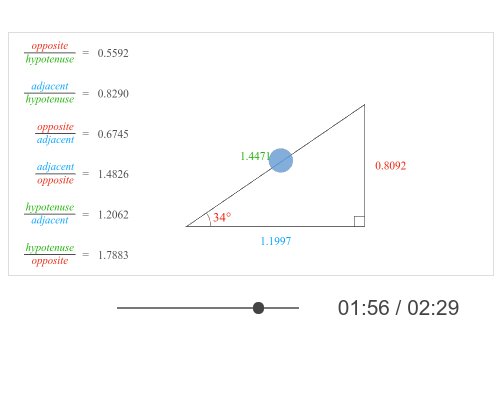 opposite
hypotenuse = 0.5592
adjacent
hypotenuse = 0.8290
opposite
adjacent = 0.6745
adjacent
opposite = 1.4826
hypotenuse
adjacent = 1.2062
hypotenuse
opposite = 1.7883
1.4471
0.8092
34°
1.1997
01:56 / 02:29